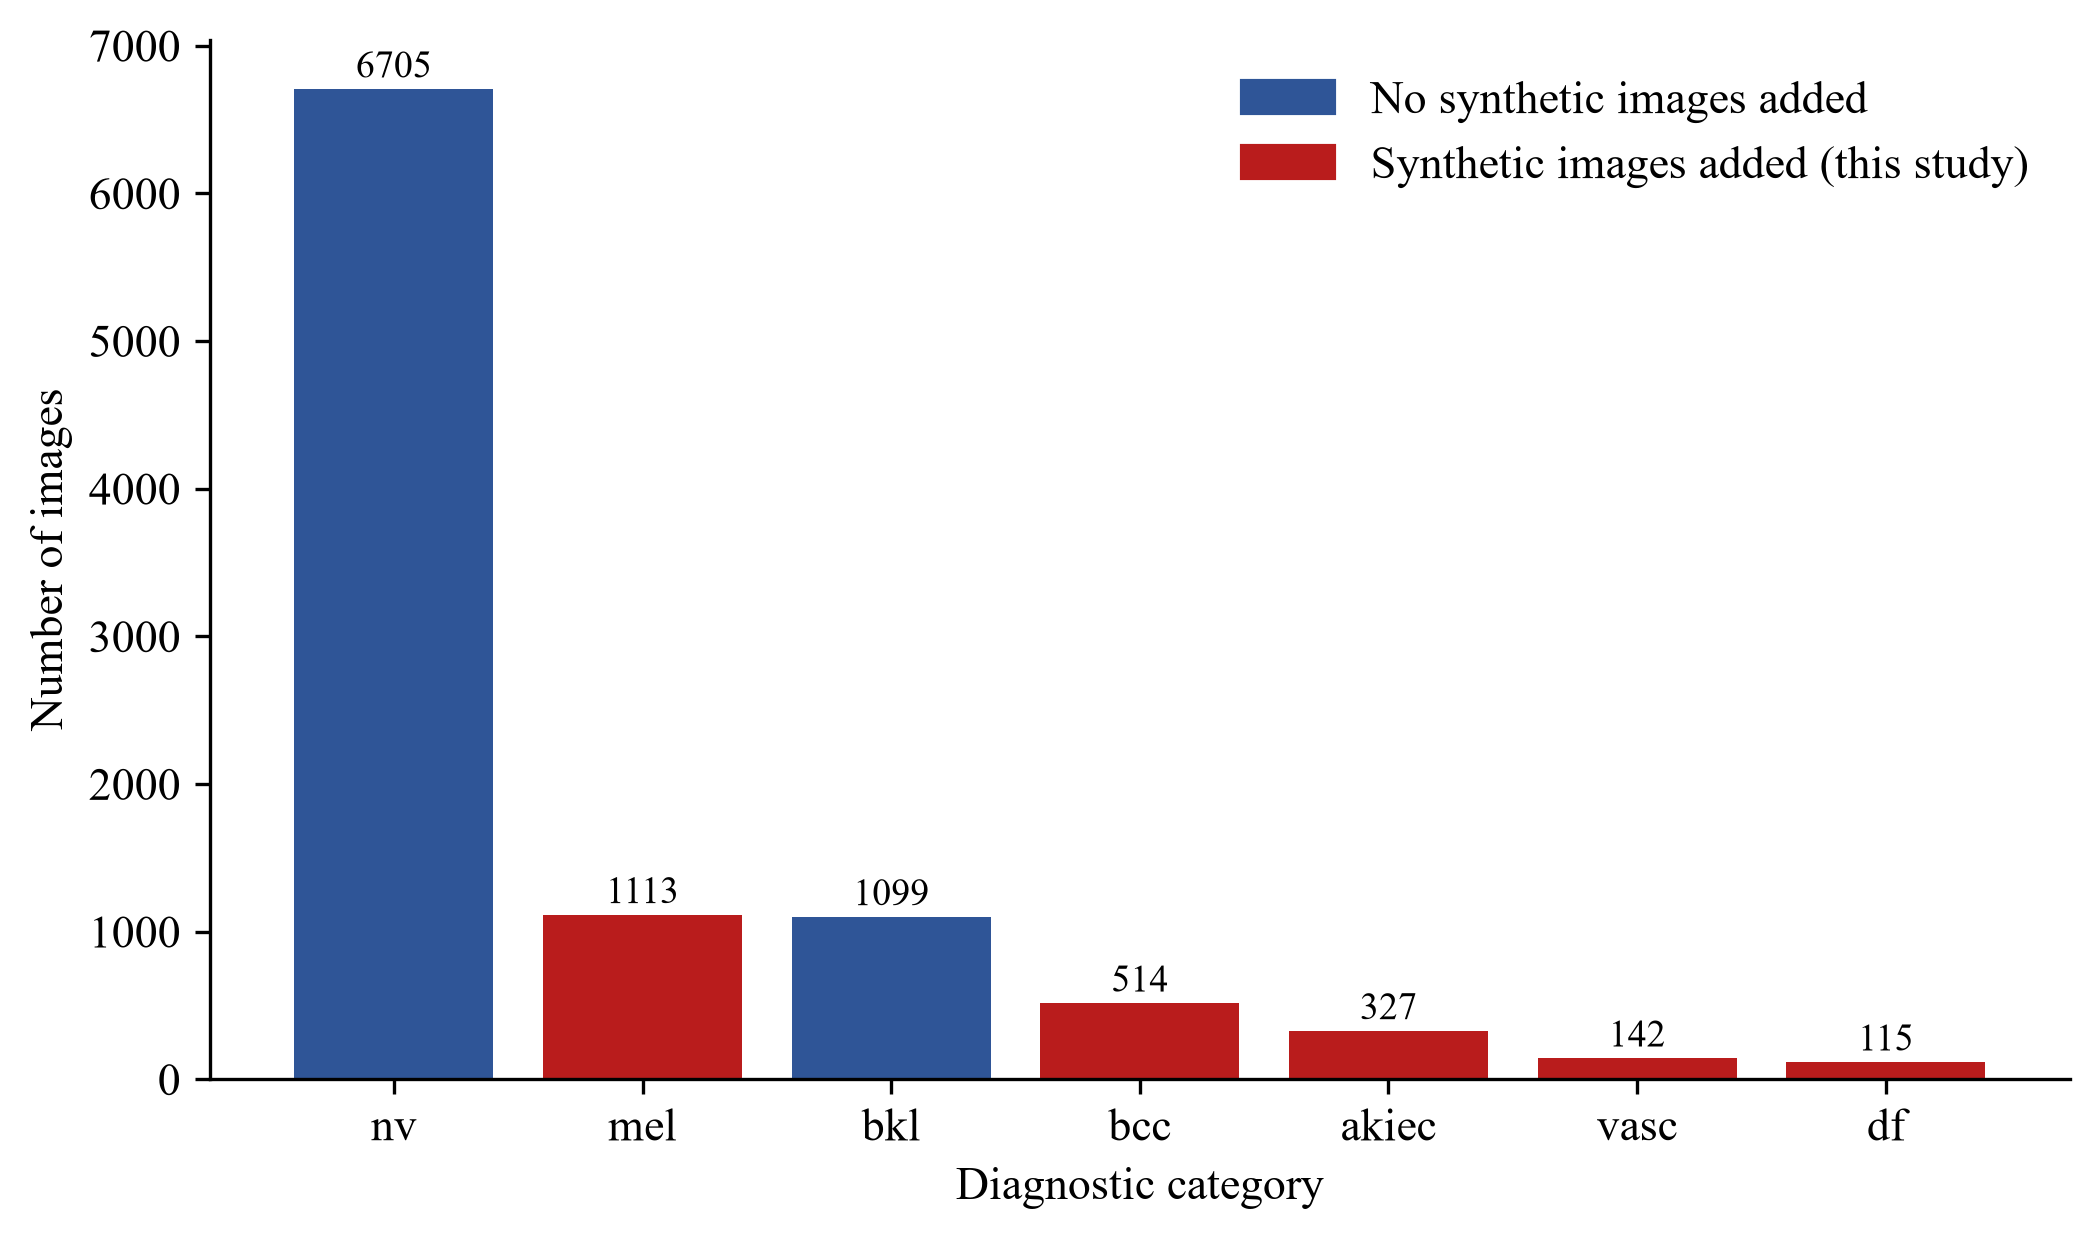 7000
6000
5000
4000
3000
2000
1000
0
Number of images
6705
1113
1099
514
327
142
115
No synthetic images added
Synthetic images added (this study)
nv
mel
bkl
bcc
akiec
vasc
df
Diagnostic category